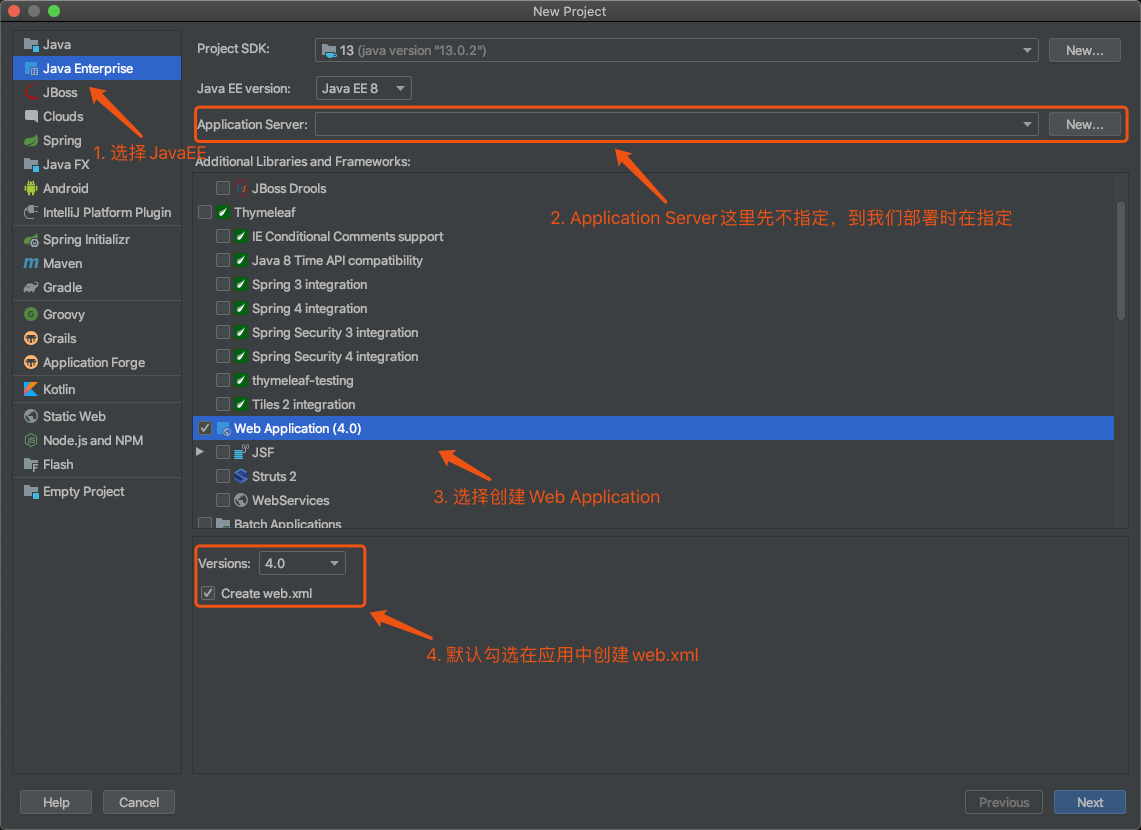 New Project
Java
Java Enterprise
JBoss
Clouds
Spring
Java FX
Android
IntelliJ Platform Plugin
Spring Initializr
Maven
Gradle
Groovy
Grails
Application Forge
Kotlin
Static Web
Node.js and NPM
Flash
Empty Project
1. 选择 JavaEE
Project SDK: 13 (java version "13.0.2") New...
Java EE version: Java EE 8
Application Server: New...
2. Application Server 这里先不指定，到我们部署时在指定
Additional Libraries and Frameworks:
JBoss Drools
Thymeleaf
IE Conditional Comments support
Java 8 Time API compatibility
Spring 3 integration
Spring 4 integration
Spring Security 3 integration
Spring Security 4 integration
thymeleaf-testing
Tiles 2 integration
Web Application (4.0)
JSF
Struts 2
WebServices
Batch Applications
3. 选择创建 Web Application
Versions: 4.0
Create web.xml
4. 默认勾选在应用中创建 web.xml
Help Cancel Previous Next